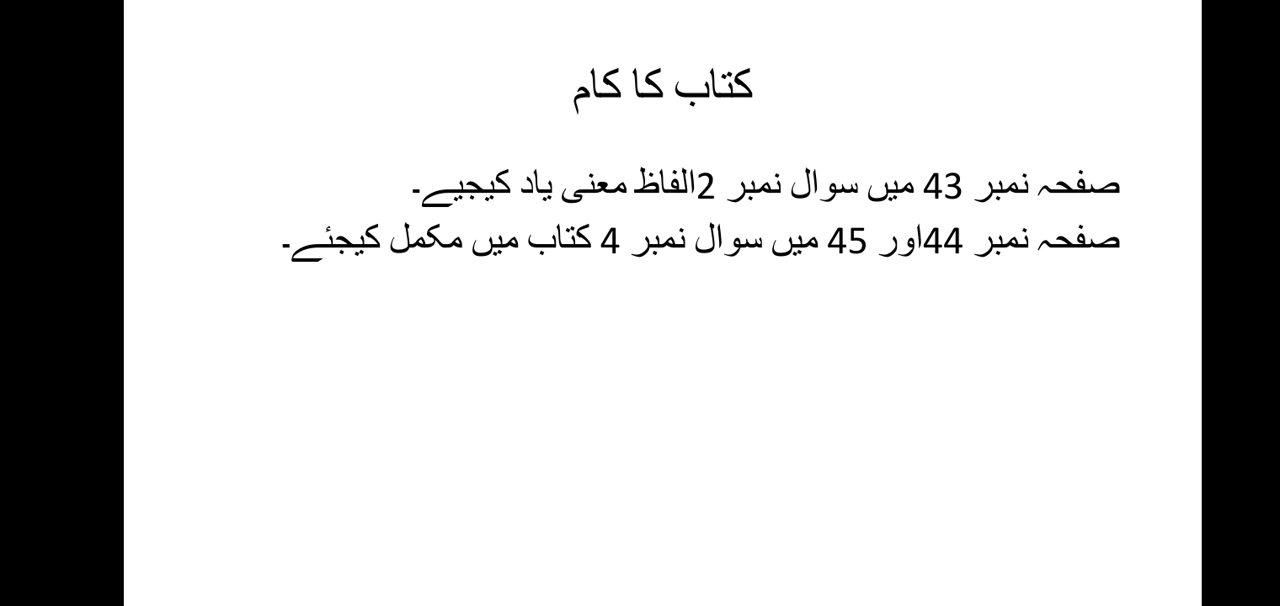 کتاب کا کام
صفحہ نمبر 43 میں سوال نمبر 2الفاظ معنی یاد کیجیے۔
صفحہ نمبر 44اور 45 میں سوال نمبر 4 کتاب میں مکمل کیجئے۔